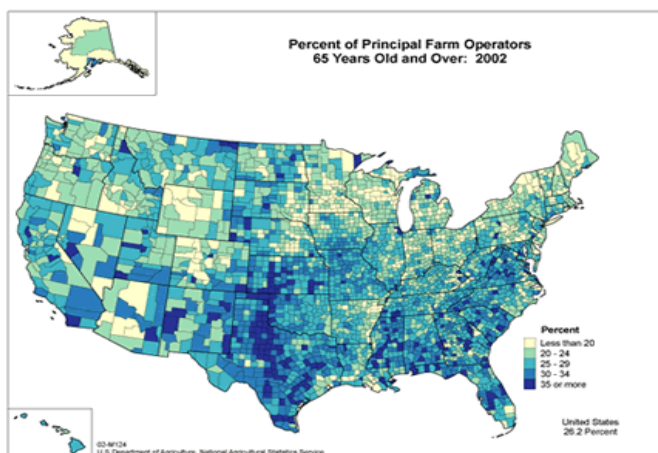 Percent of Principal Farm Operators
65 Years Old and Over: 2002
Percent
Less than 20
20 - 24
25 - 29
30 - 34
35 or more
United States
26.2 Percent
02-M124
U.S. Department of Agriculture, National Agricultural Statistics Service